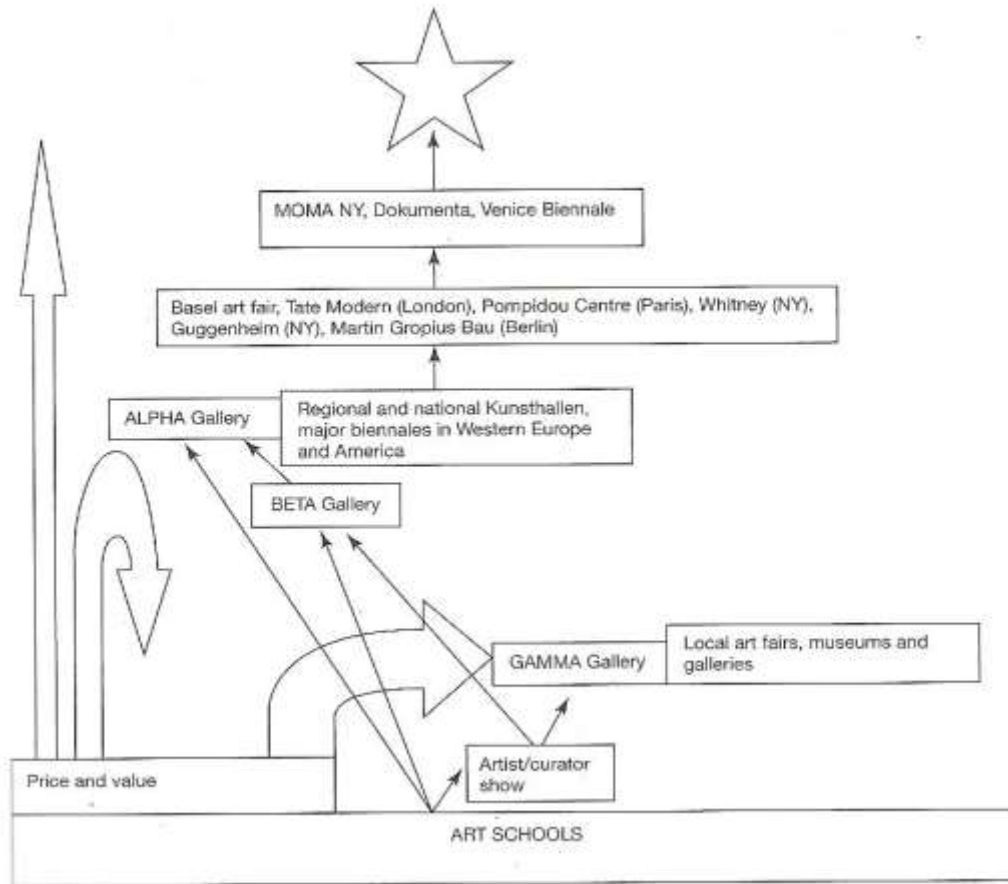 MOMA NY, Dokumenta, Venice Biennale
Basel art fair, Tate Modern (London), Pompidou Centre (Paris), Whitney (NY),
Guggenheim (NY), Martin Gropius Bau (Berlin)
ALPHA Gallery
Regional and national Kunsthallen,
major biennales in Western Europe
and America
BETA Gallery
GAMMA Gallery
Local art fairs, museums and
galleries
Artist/curator
show
Price and value
ART SCHOOLS